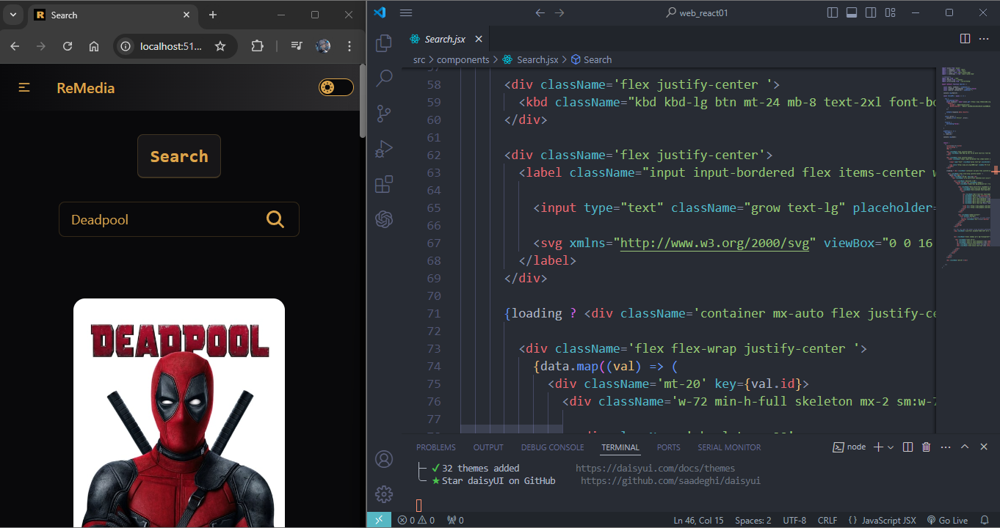 Search
localhost:51...
ReMedia
Search
Deadpool
DEADPOOL
web_react01
Search.jsx
src > components > Search.jsx > Search
57
58 <div className='flex justify-center '>
59 <kbd className="kbd kbd-lg btn mt-24 mb-8 text-2xl font-bo
60 </div>
61
62 <div className='flex justify-center'>
63 <label className="input input-bordered flex items-center w
64
65 <input type="text" className="grow text-lg" placeholder=
66
67 <svg xmlns="http://www.w3.org/2000/svg" viewBox="0 0 16
68 </label>
69 </div>
70
71 {loading ? <div className='container mx-auto flex justify-ce
72
73 <div className='flex flex-wrap justify-center '>
74 {data.map((val) => (
75 <div className='mt-20' key={val.id}>
76 <div className='w-72 min-h-full skeleton mx-2 sm:w-7
77
PROBLEMS OUTPUT DEBUG CONSOLE TERMINAL PORTS SERIAL MONITOR node
├─ ✔ 32 themes added https://daisyui.com/docs/themes
╰─ ★ Star daisyUI on GitHub https://github.com/saadeghi/daisyui
0 0 0 Ln 46, Col 15 Spaces: 2 UTF-8 CRLF {} JavaScript JSX Go Live